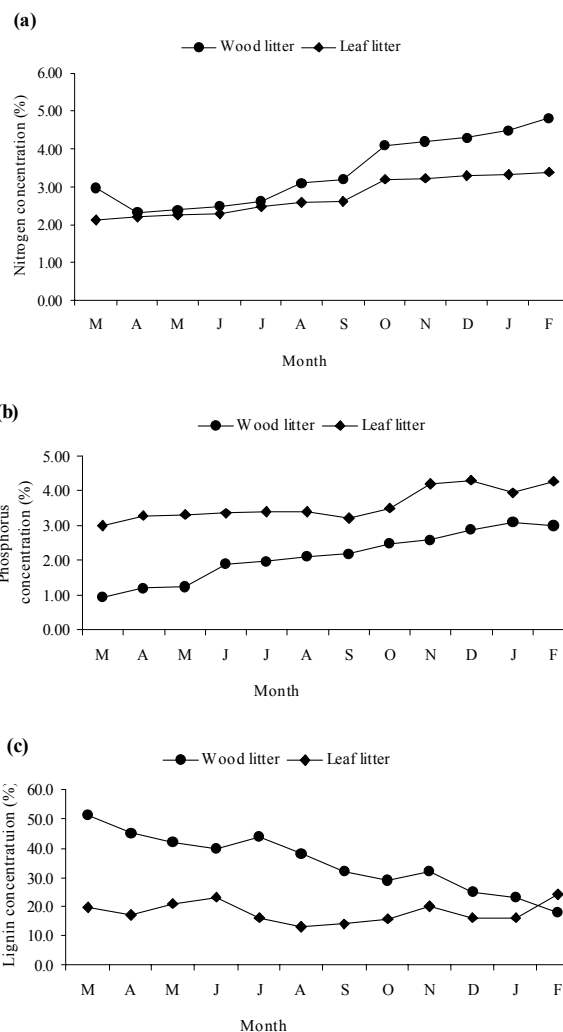 (a)
Wood litter Leaf litter
6.00
5.00
4.00
3.00
2.00
1.00
0.00
Nitrogen concentration (%)
M A M J J A S O N D J F
Month
(b)
Wood litter Leaf litter
5.00
4.00
3.00
2.00
1.00
0.00
Phosphorus
concentration (%)
M A M J J A S O N D J F
Month
(c)
Wood litter Leaf litter
60.0
50.0
40.0
30.0
20.0
10.0
0.0
Lignin concentratuion (%)
M A M J J A S O N D J F
Month